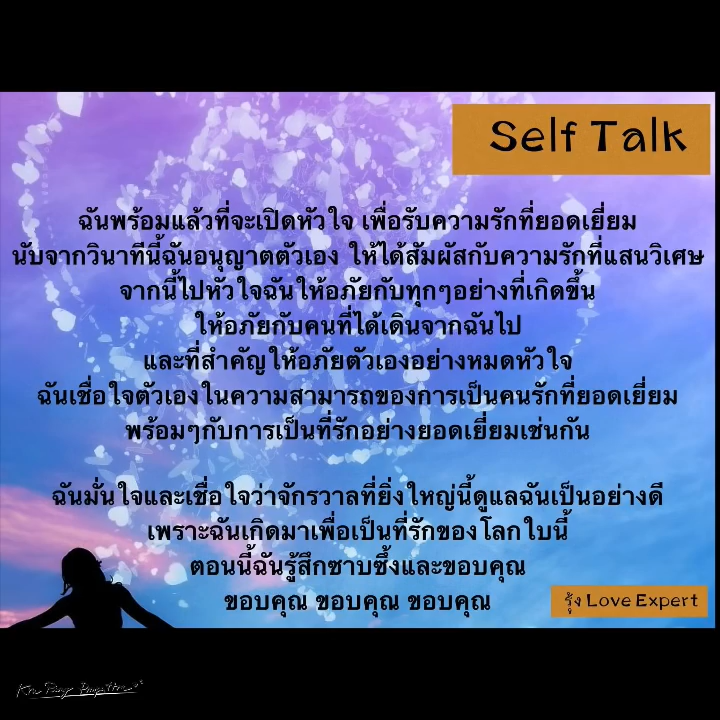 Self Talk
ฉันพร้อมแล้วที่จะเปิดหัวใจ เพื่อรับความรักที่ยอดเยี่ยม
นับจากวินาทีนี้ฉันอนุญาตตัวเอง ให้ได้สัมผัสกับความรักที่แสนวิเศษ
จากนี้ไปหัวใจฉันให้อภัยกับทุกๆอย่างที่เกิดขึ้น
ให้อภัยกับคนที่ได้เดินจากฉันไป
และที่สำคัญให้อภัยตัวเองอย่างหมดหัวใจ
ฉันเชื่อใจตัวเองในความสามารถของการเป็นคนรักที่ยอดเยี่ยม
พร้อมๆกับการเป็นที่รักอย่างยอดเยี่ยมเช่นกัน
ฉันมั่นใจและเชื่อใจว่าจักรวาลที่ยิ่งใหญ่นี้ดูแลฉันเป็นอย่างดี
เพราะฉันเกิดมาเพื่อเป็นที่รักของโลกใบนี้
ตอนนี้ฉันรู้สึกซาบซึ้งและขอบคุณ
ขอบคุณ ขอบคุณ ขอบคุณ
รุ้ง Love Expert